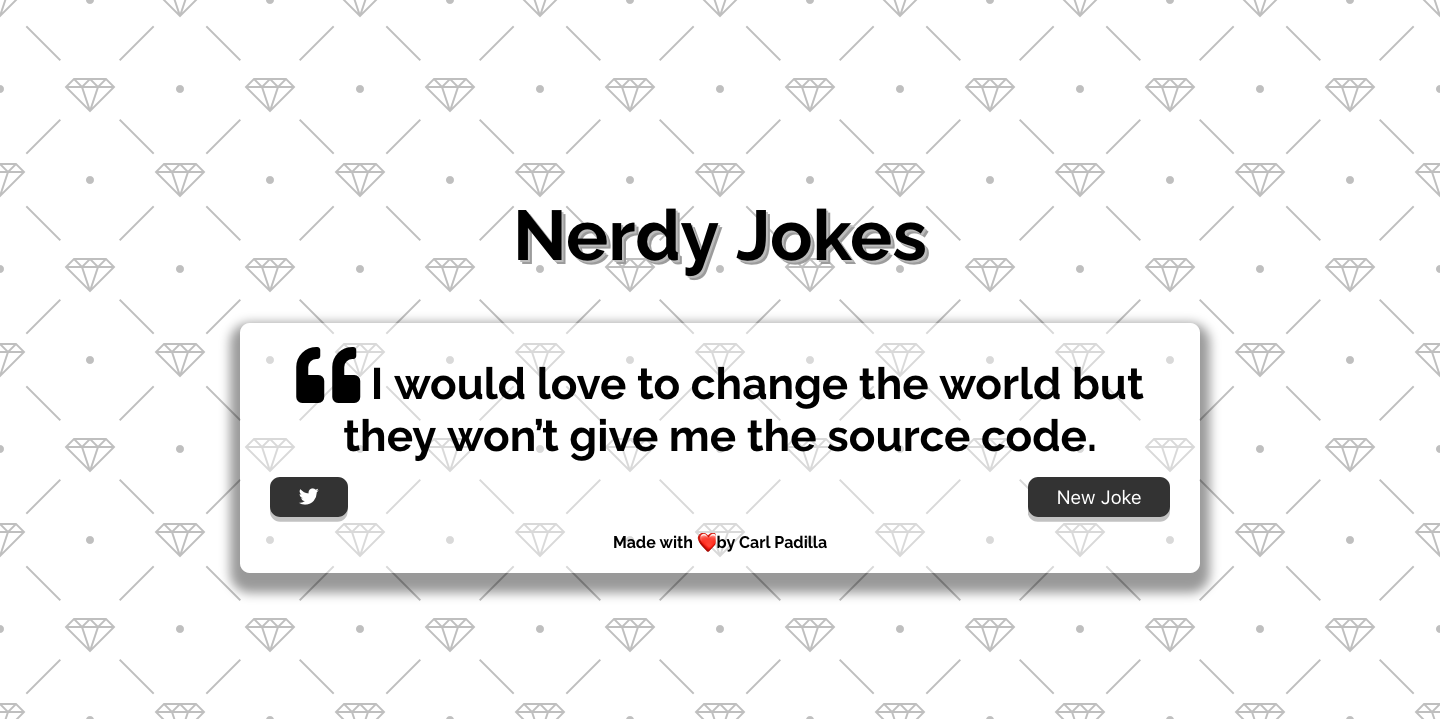 Nerdy Jokes
“ I would love to change the world but
they won’t give me the source code.
New Joke
Made with ❤️by Carl Padilla